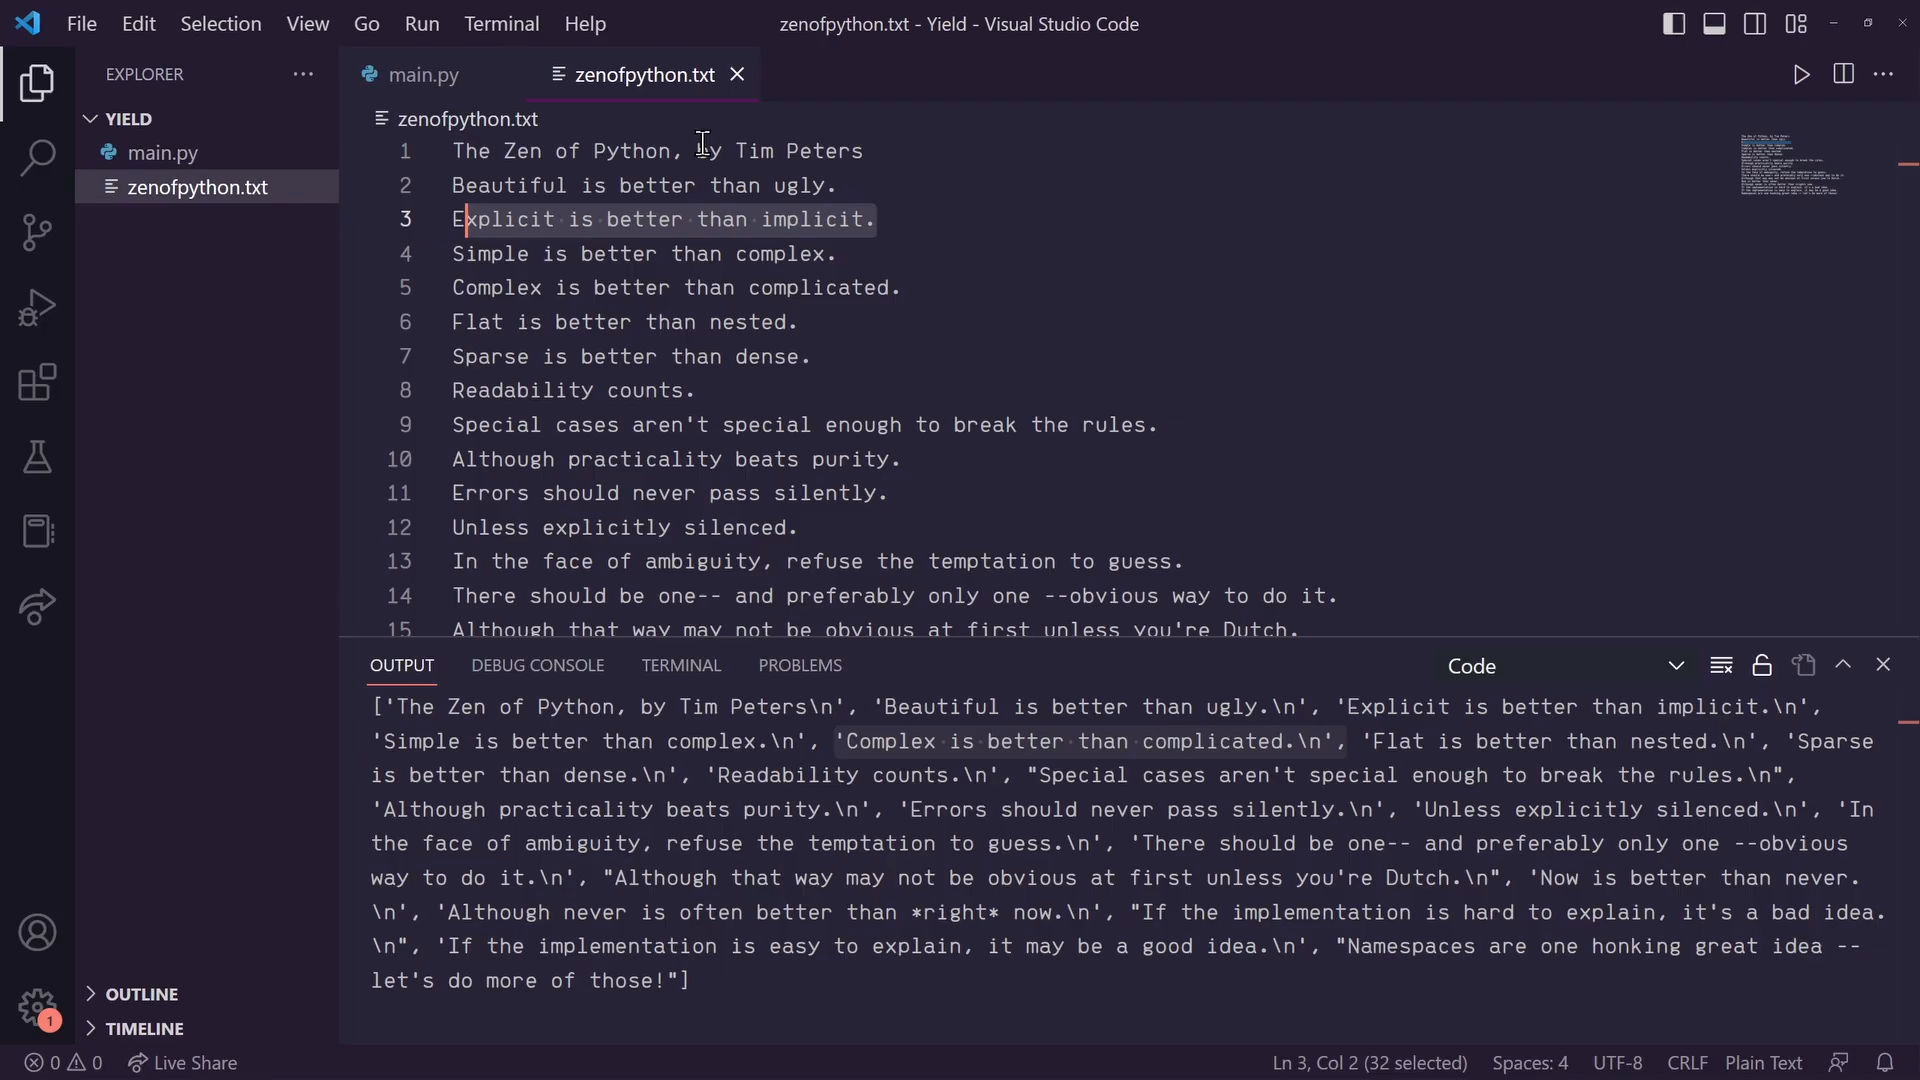 File Edit Selection View Go Run Terminal Help
zenofpython.txt - Yield - Visual Studio Code
EXPLORER
YIELD
main.py
zenofpython.txt
OUTLINE
TIMELINE
main.py
zenofpython.txt
zenofpython.txt
1 The Zen of Python, by Tim Peters
2 Beautiful is better than ugly.
3 Explicit is better than implicit.
4 Simple is better than complex.
5 Complex is better than complicated.
6 Flat is better than nested.
7 Sparse is better than dense.
8 Readability counts.
9 Special cases aren't special enough to break the rules.
10 Although practicality beats purity.
11 Errors should never pass silently.
12 Unless explicitly silenced.
13 In the face of ambiguity, refuse the temptation to guess.
14 There should be one-- and preferably only one --obvious way to do it.
15 Although that way may not be obvious at first unless you're Dutch.
OUTPUT DEBUG CONSOLE TERMINAL PROBLEMS
Code
['The Zen of Python, by Tim Peters\n', 'Beautiful is better than ugly.\n', 'Explicit is better than implicit.\n',
'Simple is better than complex.\n', 'Complex is better than complicated.\n', 'Flat is better than nested.\n', 'Sparse
is better than dense.\n', 'Readability counts.\n', "Special cases aren't special enough to break the rules.\n",
'Although practicality beats purity.\n', 'Errors should never pass silently.\n', 'Unless explicitly silenced.\n', 'In
the face of ambiguity, refuse the temptation to guess.\n', 'There should be one-- and preferably only one --obvious
way to do it.\n', "Although that way may not be obvious at first unless you're Dutch.\n", 'Now is better than never.
\n', 'Although never is often better than *right* now.\n', "If the implementation is hard to explain, it's a bad idea.
\n", 'If the implementation is easy to explain, it may be a good idea.\n', "Namespaces are one honking great idea --
let's do more of those!"]
1
0 0 Live Share
Ln 3, Col 2 (32 selected) Spaces: 4 UTF-8 CRLF Plain Text